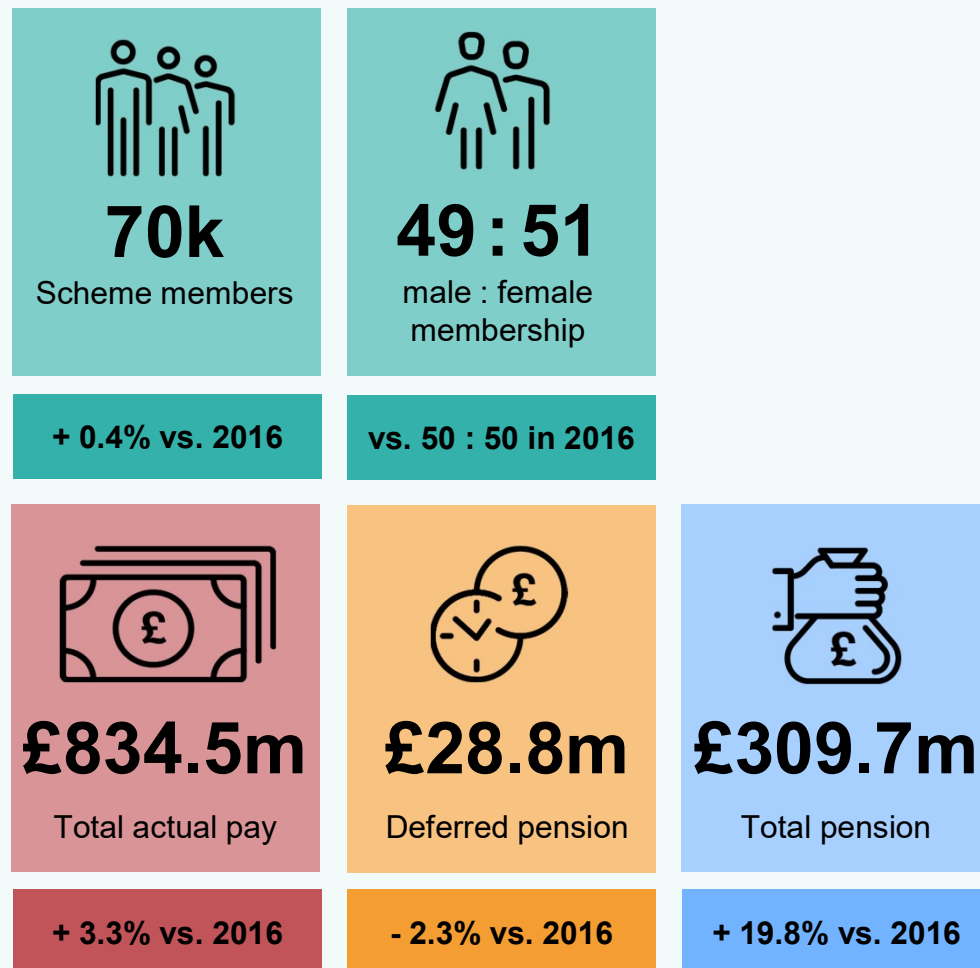 70k
Scheme members
+ 0.4% vs. 2016
49 : 51
male : female
membership
vs. 50 : 50 in 2016
£
£834.5m
Total actual pay
+ 3.3% vs. 2016
£
£28.8m
Deferred pension
- 2.3% vs. 2016
£
£309.7m
Total pension
+ 19.8% vs. 2016